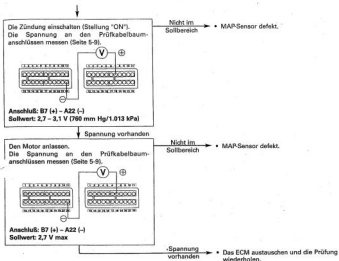 Die Zündung einschalten (Stellung "ON").
Die Spannung an den Prüfkabelbaum-
anschlüssen messen (Seite 5-9).
Nicht im
Sollbereich
• MAP-Sensor defekt.
V
⊕
⊖
Anschluß: B7 (+) – A22 (–)
Sollwert: 2,7 – 3,1 V (760 mm Hg/1.013 kPa)
Spannung vorhanden
Den Motor anlassen.
Die Spannung an den Prüfkabelbaum-
anschlüssen messen (Seite 5-9).
Nicht im
Sollbereich
• MAP-Sensor defekt.
V
⊕
⊖
Anschluß: B7 (+) – A22 (–)
Sollwert: 2,7 V max
Spannung
vorhanden
• Das ECM austauschen und die Prüfung
wiederholen.